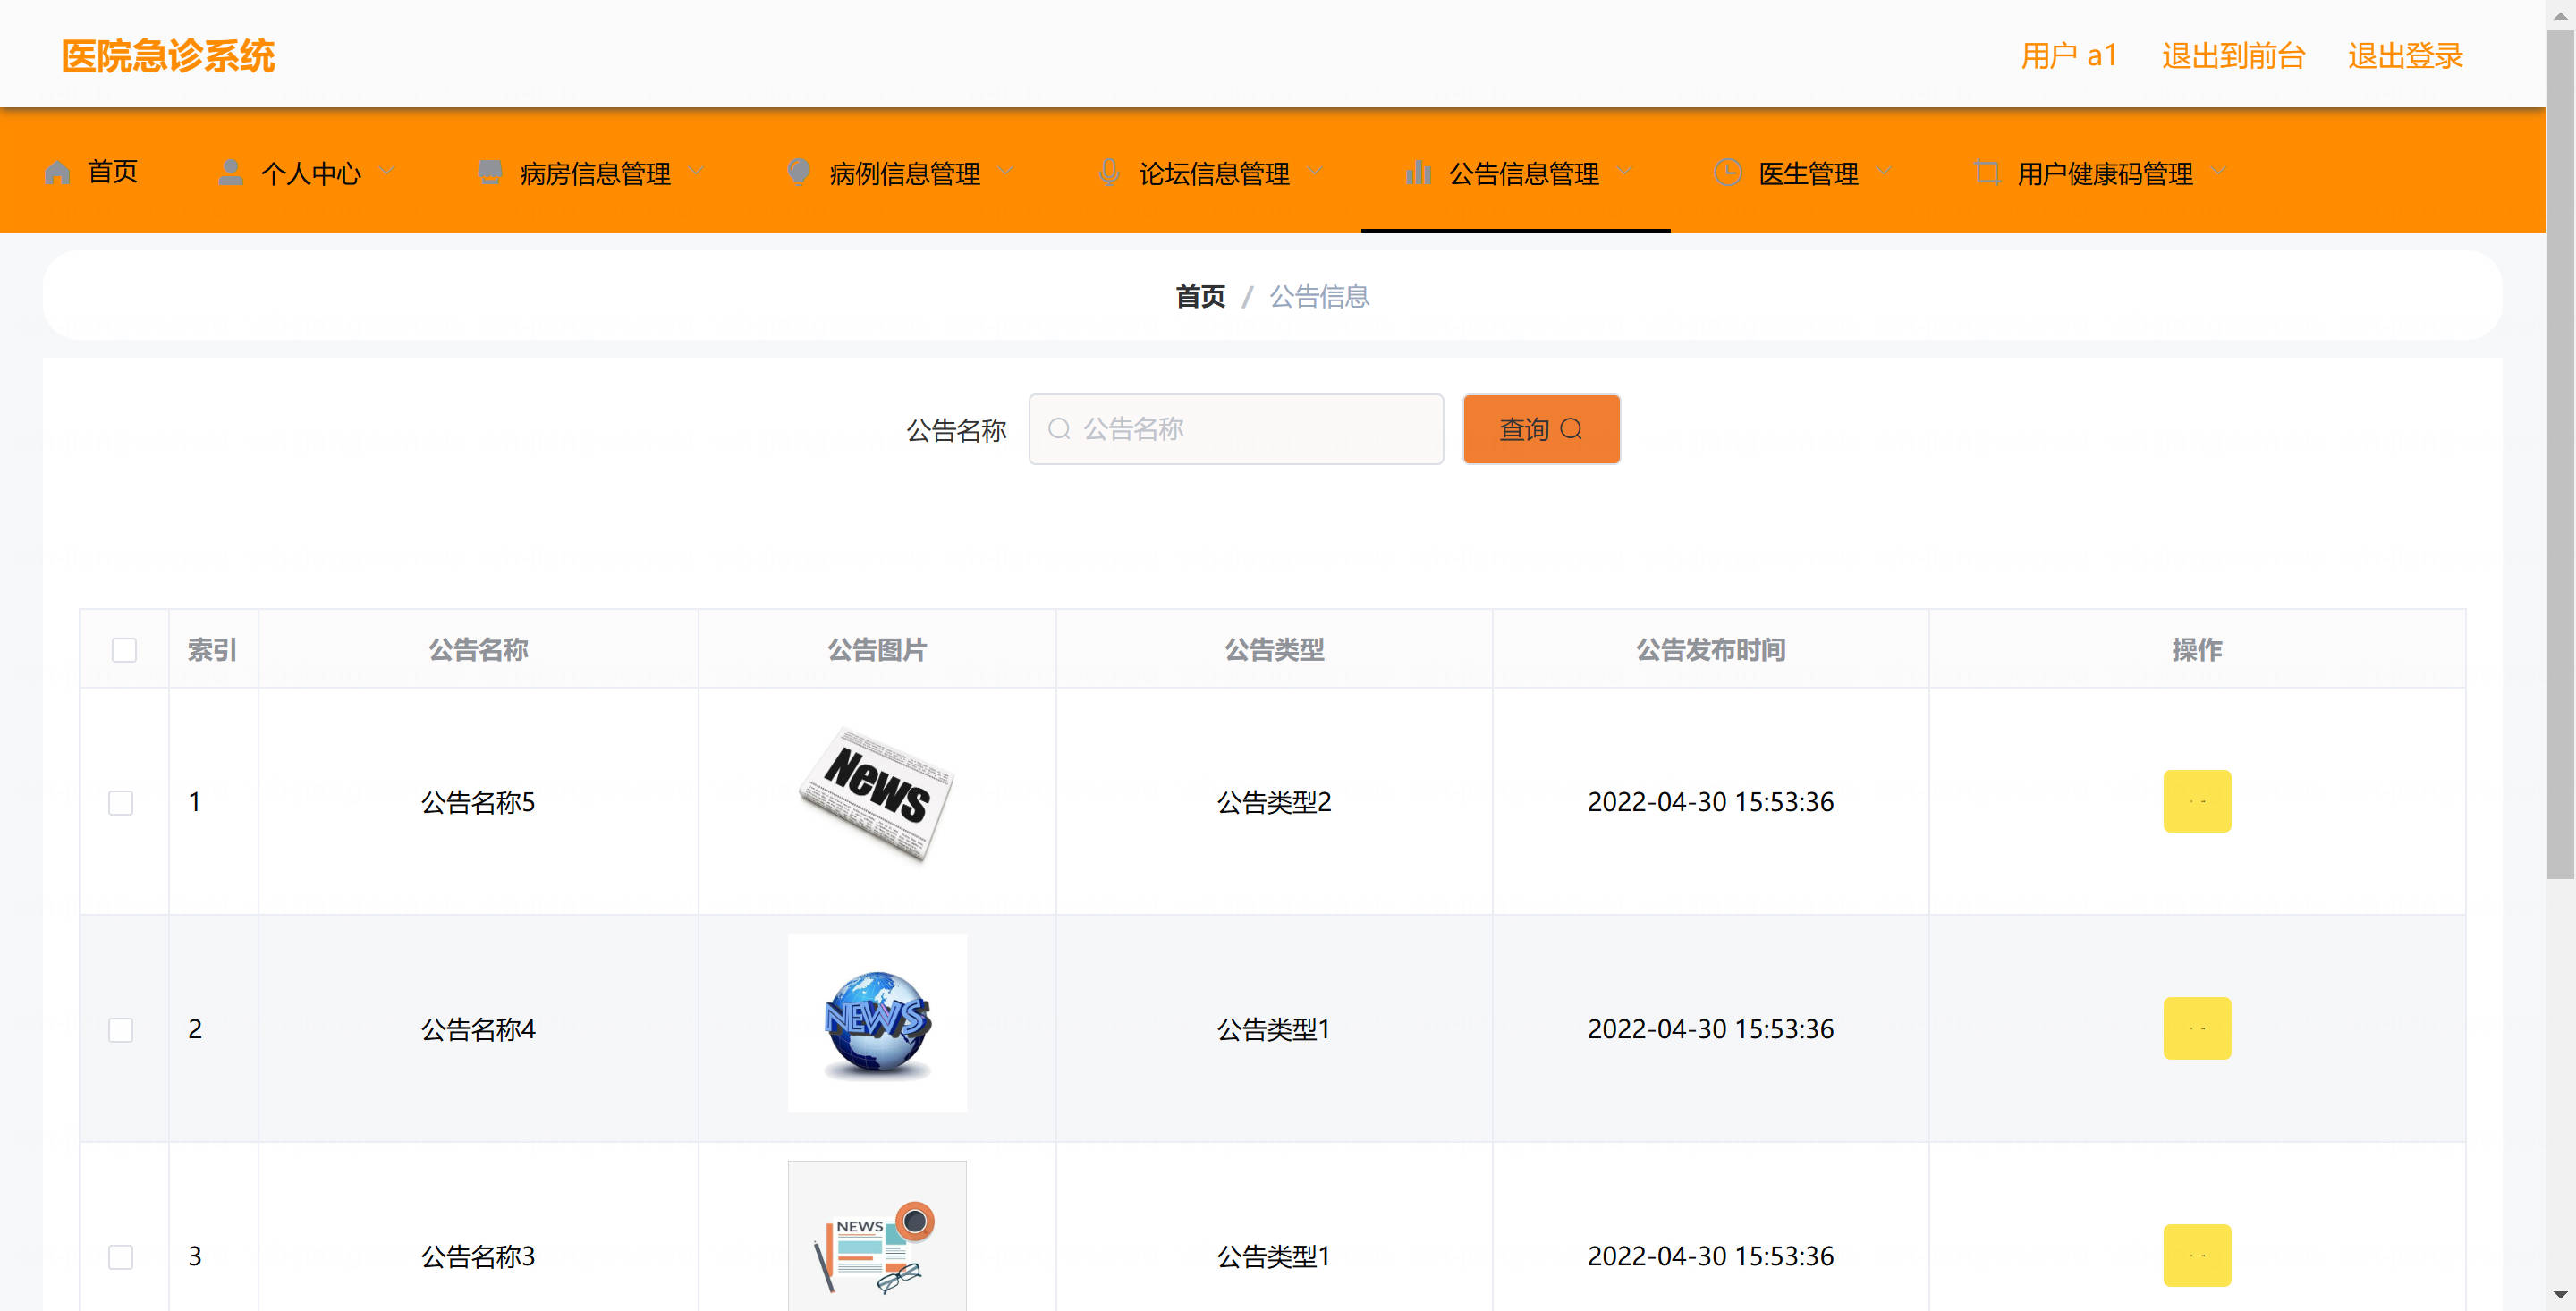 医院急诊系统
用户 a1 退出到前台 退出登录
首页 个人中心 病房信息管理 病例信息管理 论坛信息管理 公告信息管理 医生管理 用户健康码管理
首页 / 公告信息
公告名称 公告名称 查询
索引 公告名称 公告图片 公告类型 公告发布时间 操作
1 公告名称5 News 公告类型2 2022-04-30 15:53:36
2 公告名称4 NEWS 公告类型1 2022-04-30 15:53:36
3 公告名称3 NEWS 公告类型1 2022-04-30 15:53:36